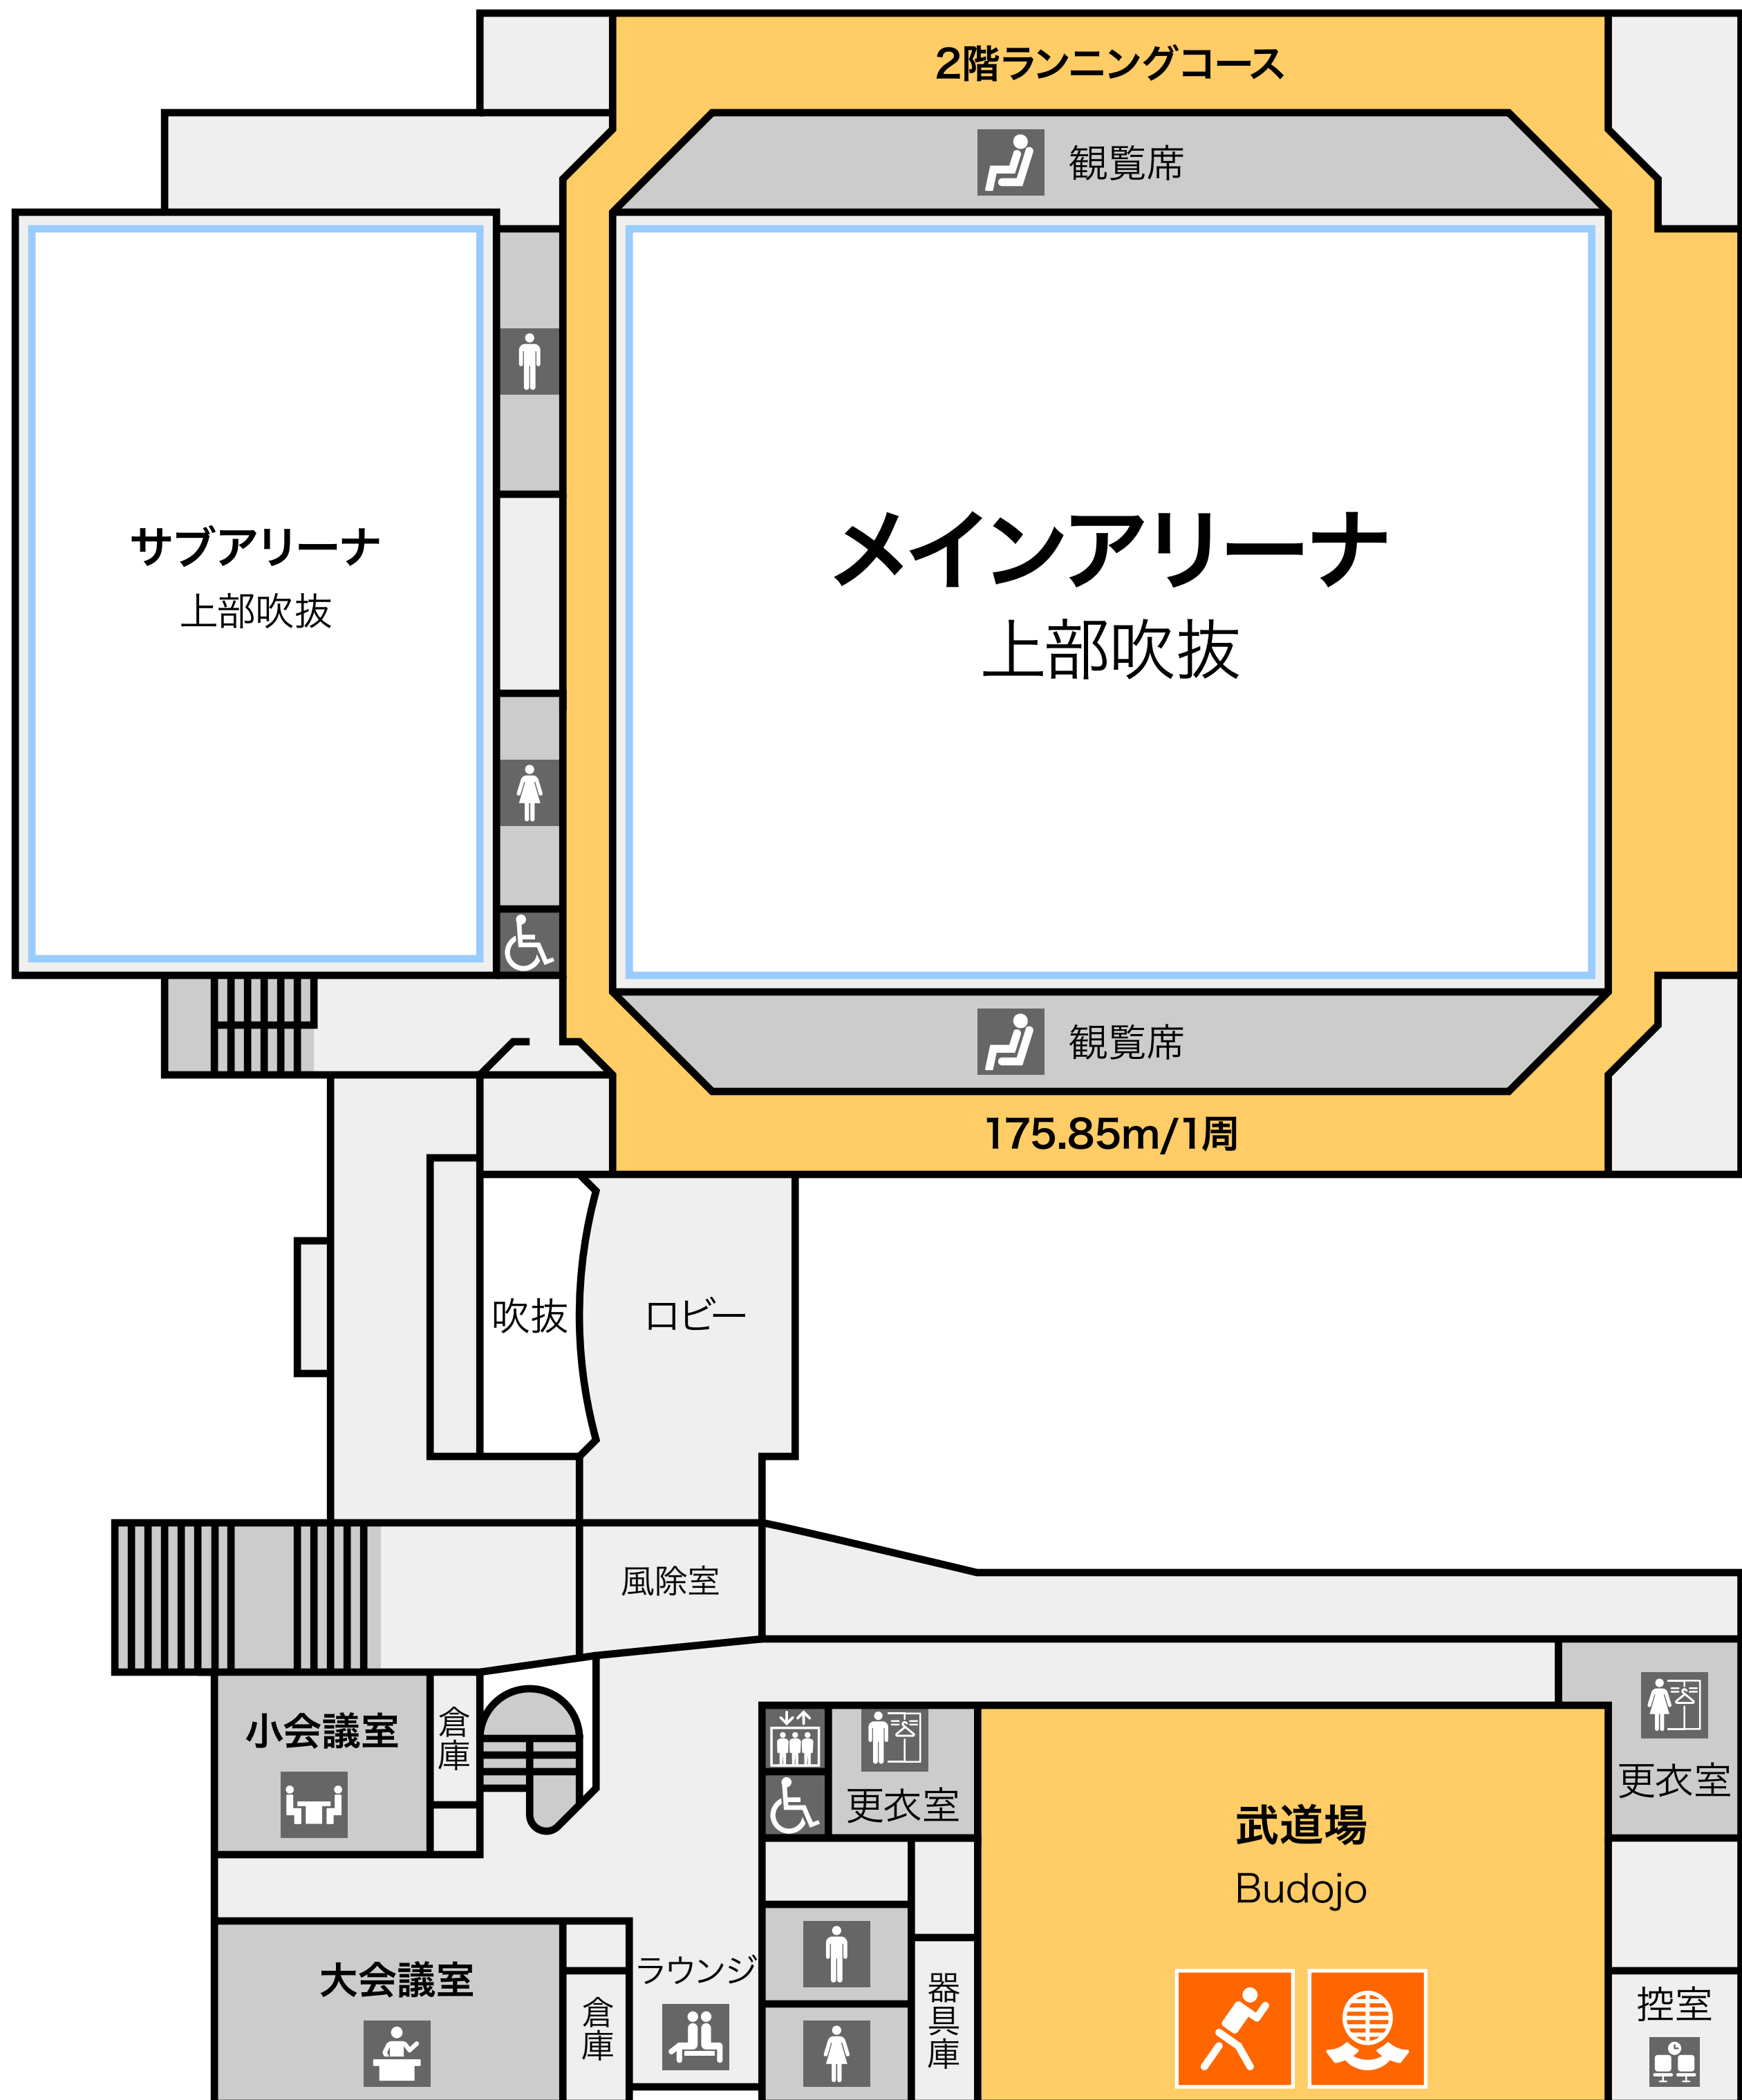 2階ランニングコース
観覧席
メインアリーナ
上部吹抜
サブアリーナ
上部吹抜
観覧席
175.85m/1周
吹抜
ロビー
風除室
小会議室
倉庫
更衣室
更衣室
武道場
Budojo
大会議室
倉庫
ラウンジ
器具庫
控室